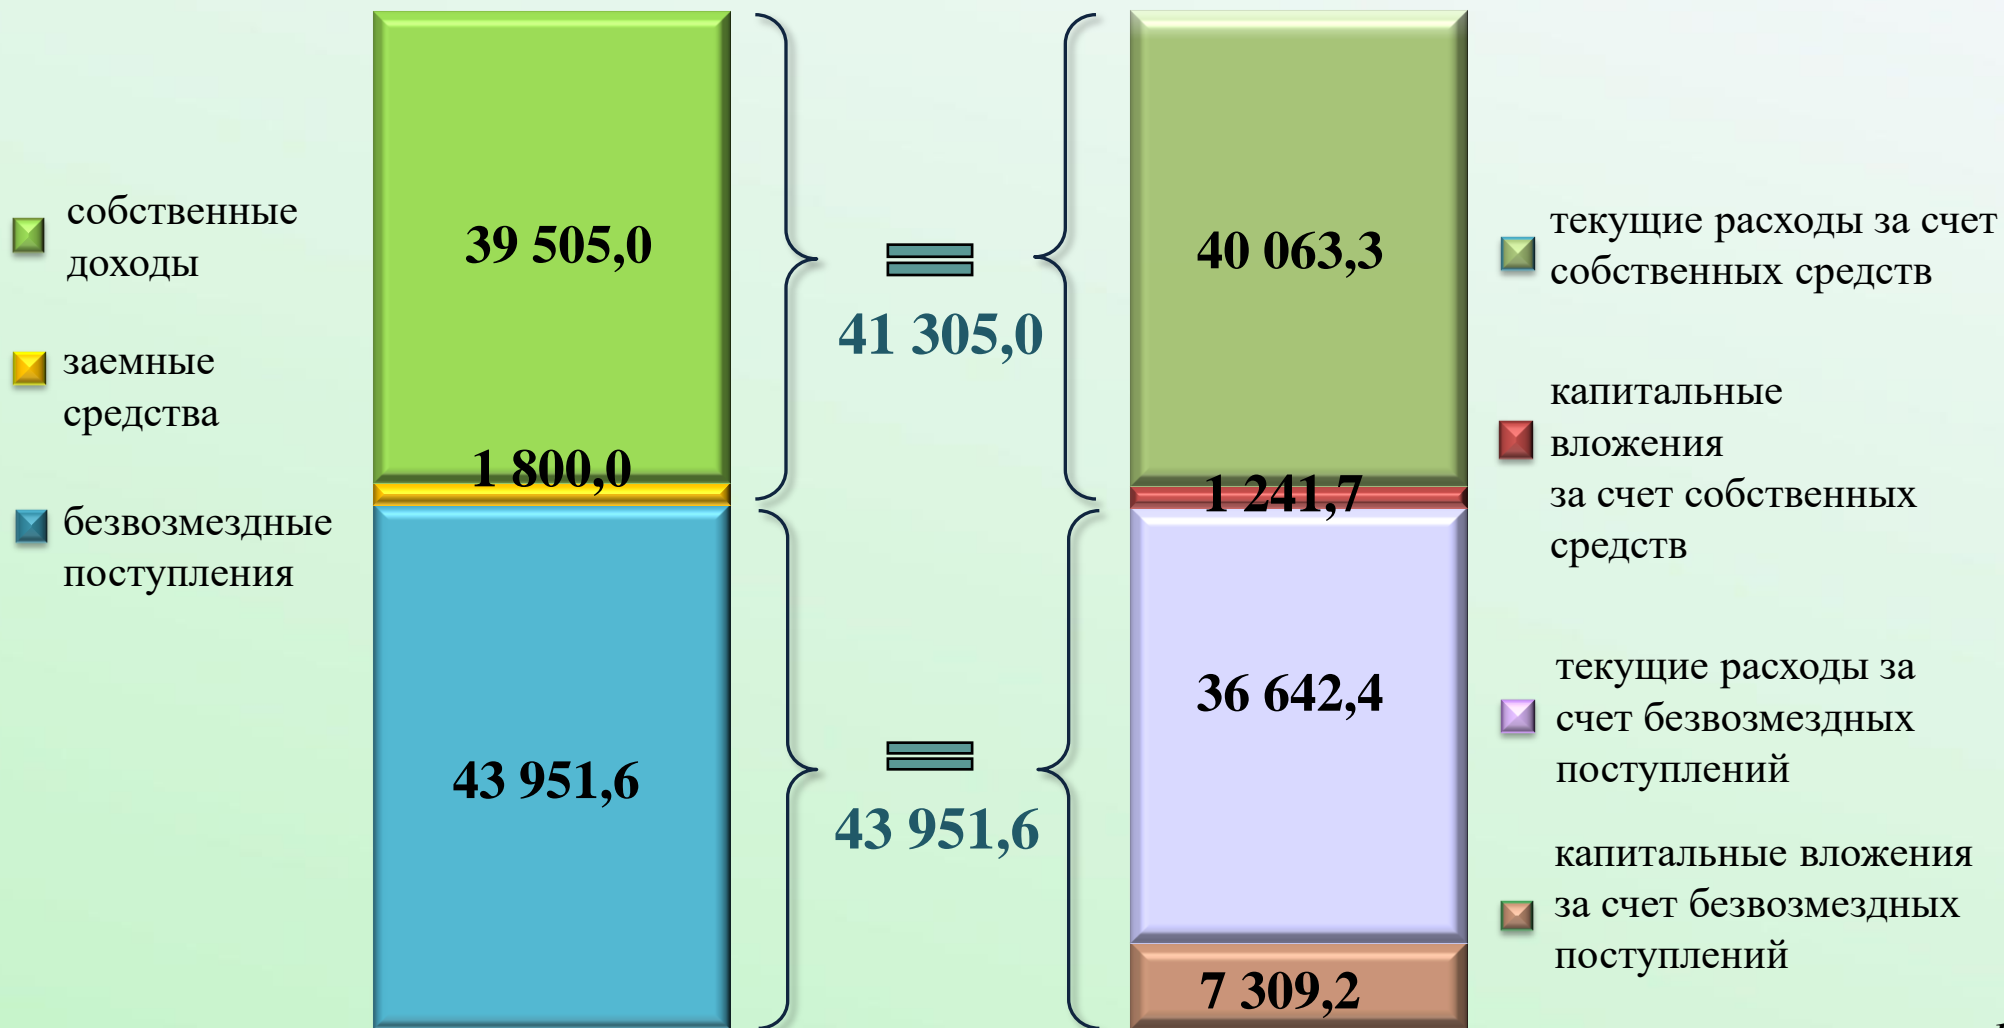 собственные
доходы
заемные
средства
безвозмездные
поступления
39 505,0
1 800,0
43 951,6
41 305,0
43 951,6
40 063,3
1 241,7
36 642,4
7 309,2
текущие расходы за счет
собственных средств
капитальные
вложения
за счет собственных
средств
текущие расходы за
счет безвозмездных
поступлений
капитальные вложения
за счет безвозмездных
поступлений